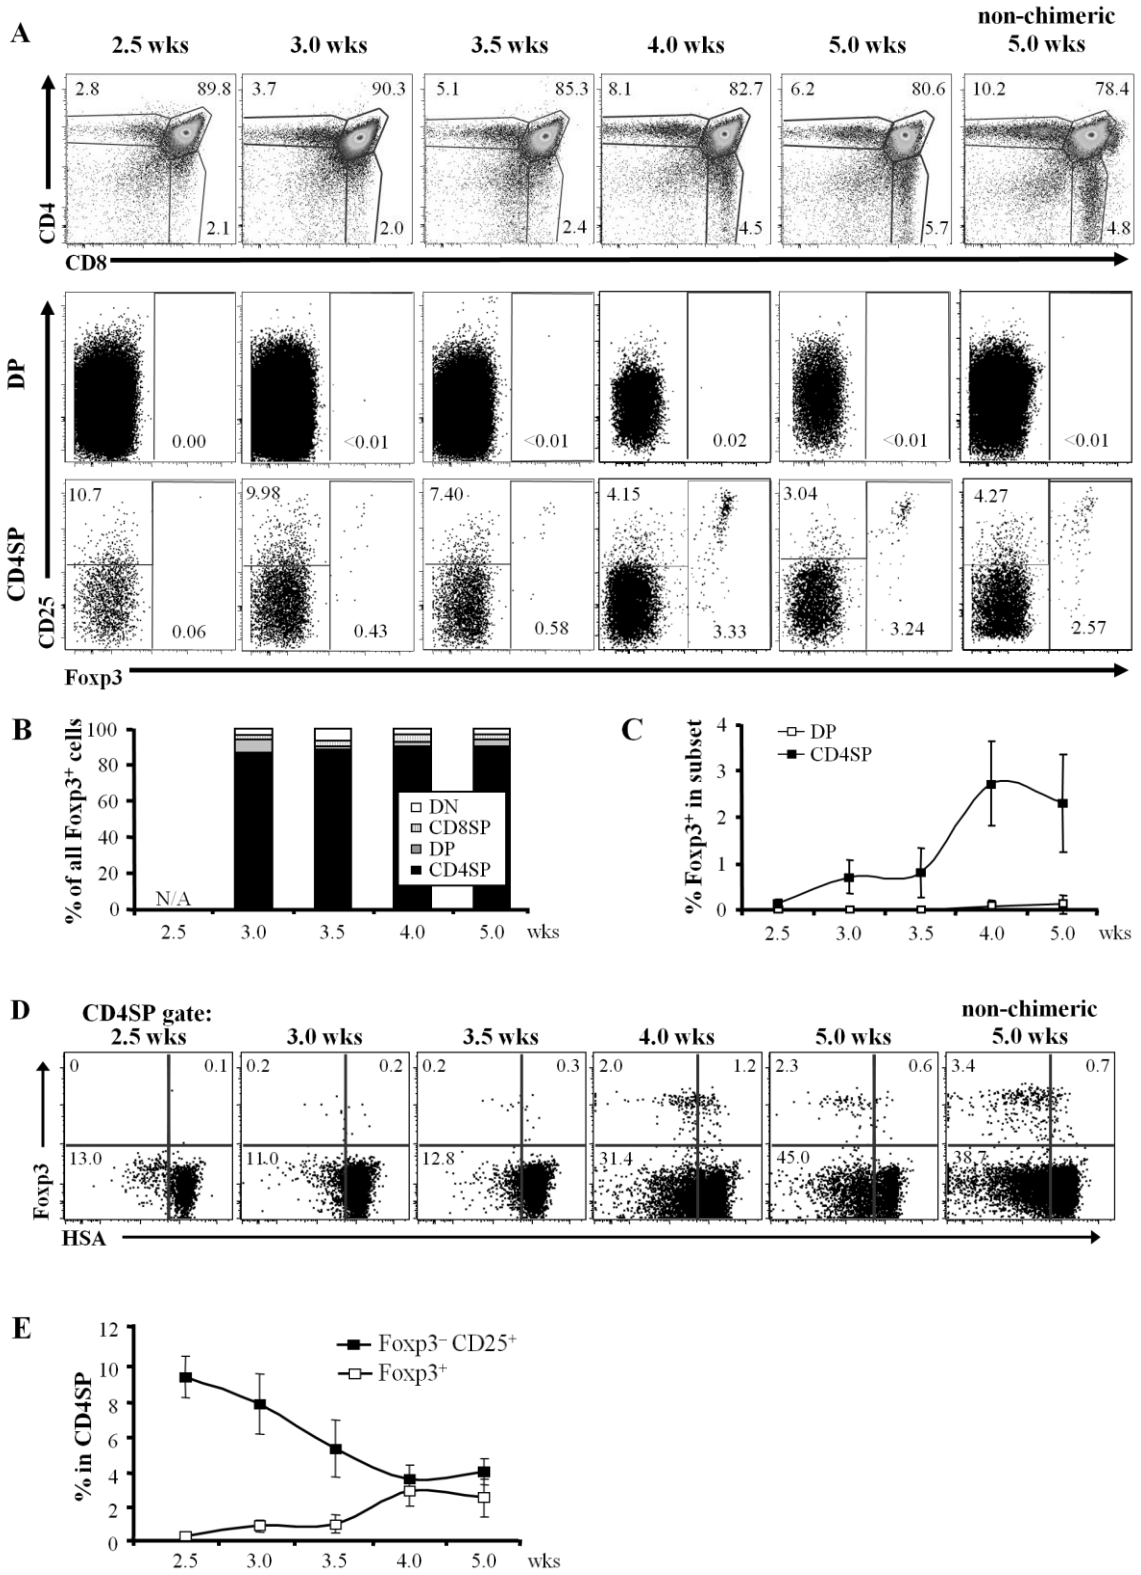 A
2.5 wks 3.0 wks 3.5 wks 4.0 wks 5.0 wks non-chimeric 5.0 wks
2.8 89.8 3.7 90.3 5.1 85.3 8.1 82.7 6.2 80.6 10.2 78.4
CD4
2.1 2.0 2.4 4.5 5.7 4.8
CD8
DP
0.00 <0.01 <0.01 0.02 <0.01 <0.01
CD4SP
CD25
10.7 9.98 7.40 4.15 3.04 4.27
0.06 0.43 0.58 3.33 3.24 2.57
Foxp3
B
% of all Foxp3⁺ cells
100
80
60
40
20
0
N/A
DN
CD8SP
DP
CD4SP
2.5 3.0 3.5 4.0 5.0 wks
C
% Foxp3⁺ in subset
4
3
2
1
0
DP
CD4SP
2.5 3.0 3.5 4.0 5.0 wks
D
CD4SP gate:
2.5 wks 3.0 wks 3.5 wks 4.0 wks 5.0 wks non-chimeric 5.0 wks
0 0.1 0.2 0.2 0.2 0.3 2.0 1.2 2.3 0.6 3.4 0.7
13.0 11.0 12.8 31.4 45.0 38.7
Foxp3
HSA
E
% in CD4SP
12
10
8
6
4
2
0
Foxp3⁻ CD25⁺
Foxp3⁺
2.5 3.0 3.5 4.0 5.0 wks